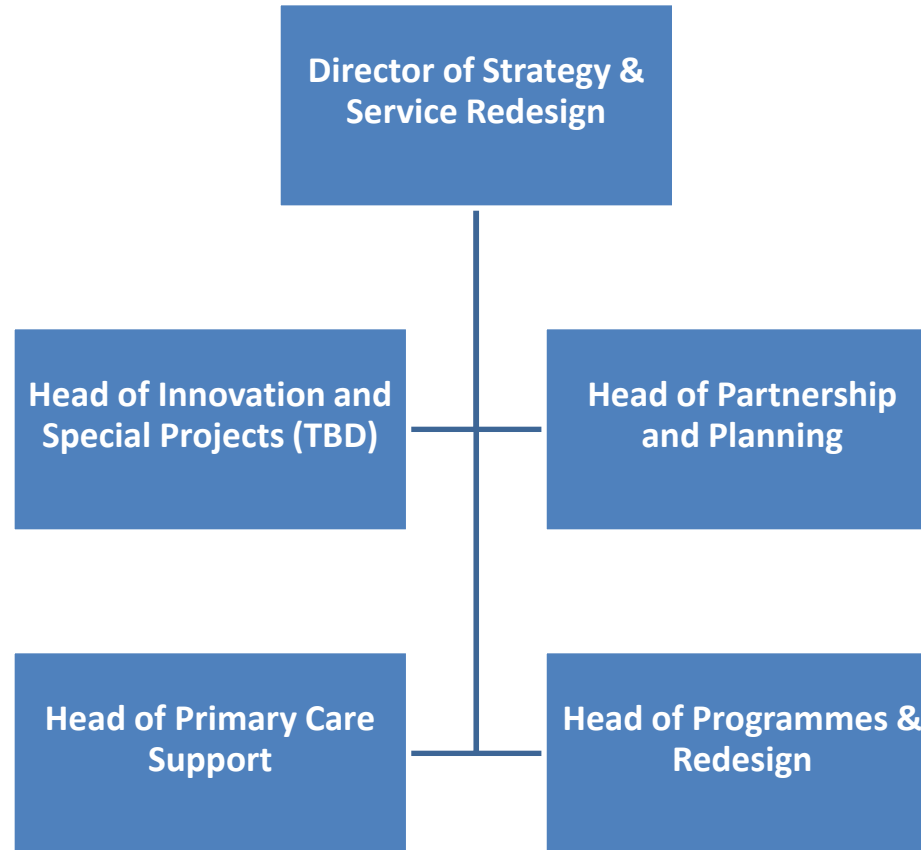 Director of Strategy &
Service Redesign
Head of Innovation and
Special Projects (TBD)
Head of Partnership
and Planning
Head of Primary Care
Support
Head of Programmes &
Redesign